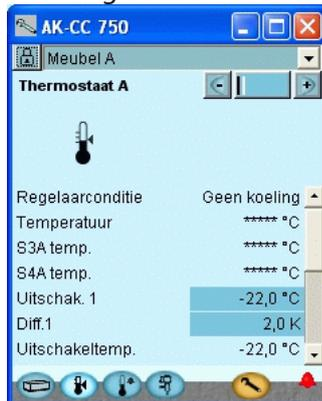 AK-CC 750
Meubel A
Thermostaat A
Regelaarconditie Geen koeling
Temperatuur ***** °C
S3A temp. ***** °C
S4A temp. ***** °C
Uitschak. 1 -22,0 °C
Diff.1 2,0 K
Uitschakeltemp. -22,0 °C